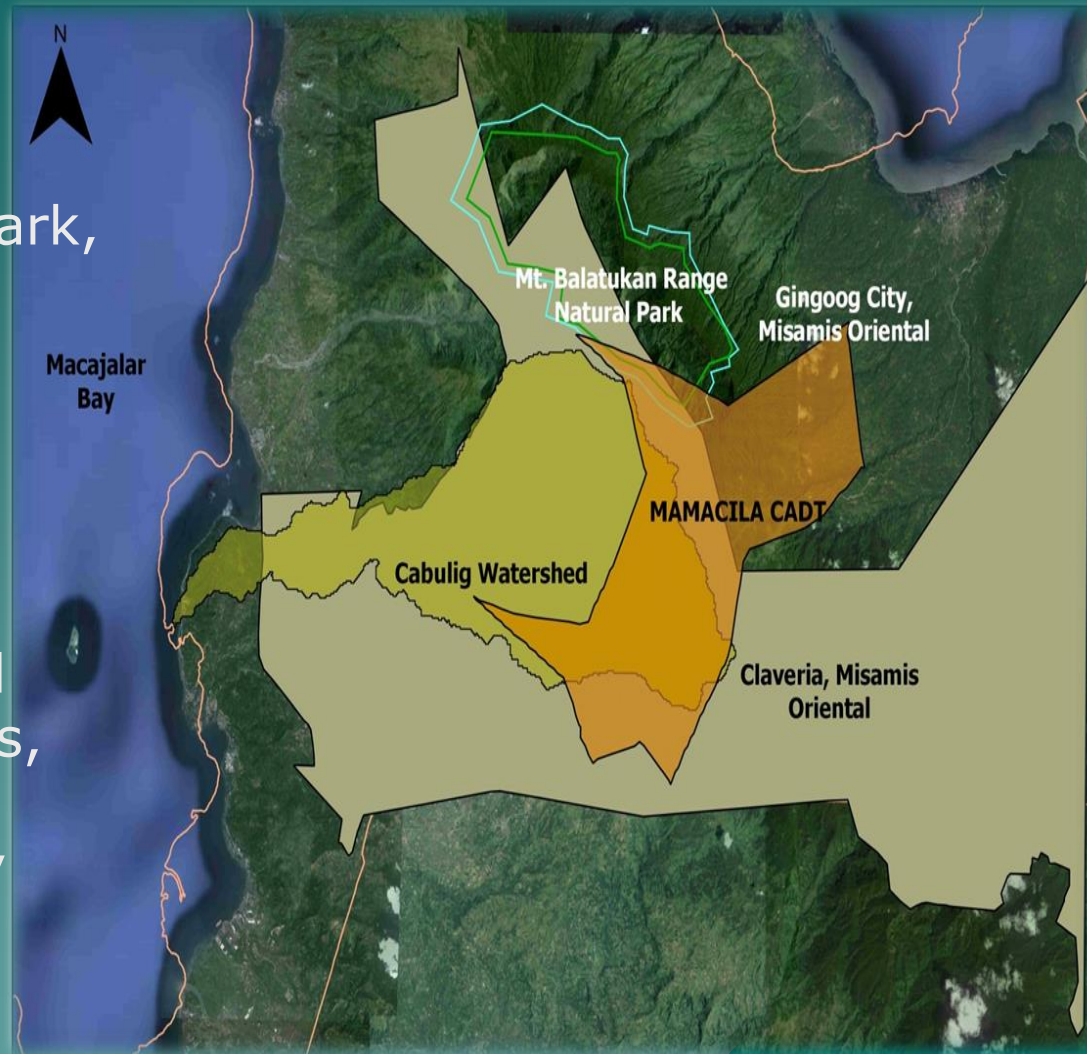 N
ark,
s,
,
Macajalar
Bay
Mt. Balatukan Range
Natural Park
Gingoog City,
Misamis Oriental
MAMACILA CADT
Cabulig Watershed
Claveria, Misamis
Oriental